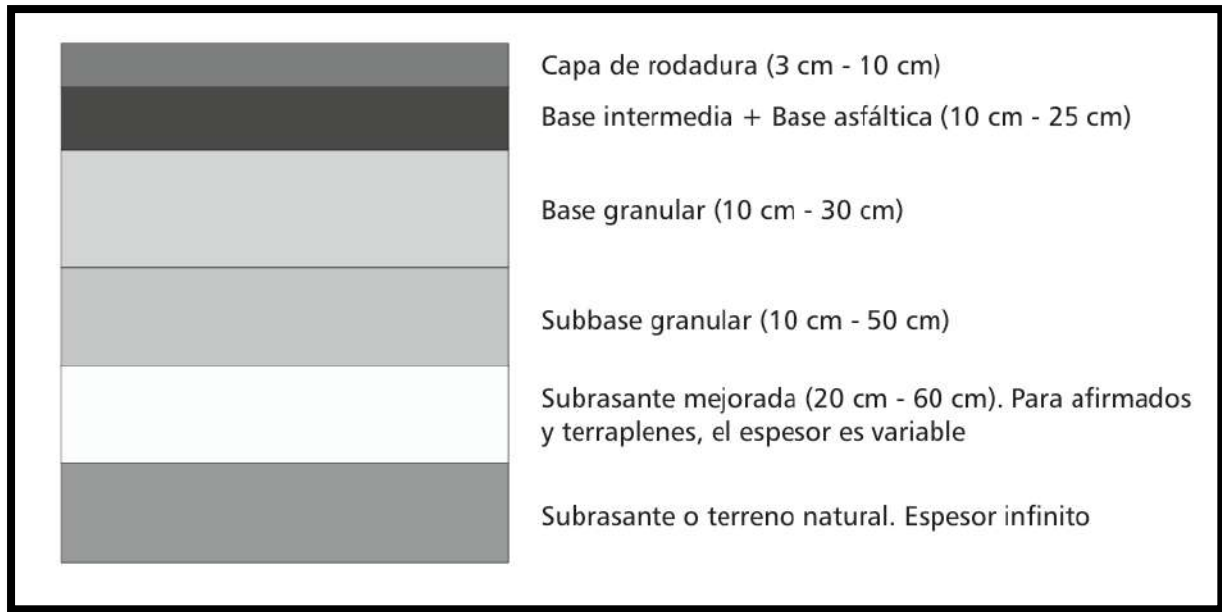 Capa de rodadura (3 cm - 10 cm)
Base intermedia + Base asfáltica (10 cm - 25 cm)
Base granular (10 cm - 30 cm)
Subbase granular (10 cm - 50 cm)
Subrasante mejorada (20 cm - 60 cm). Para afirmados
y terraplenes, el espesor es variable
Subrasante o terreno natural. Espesor infinito